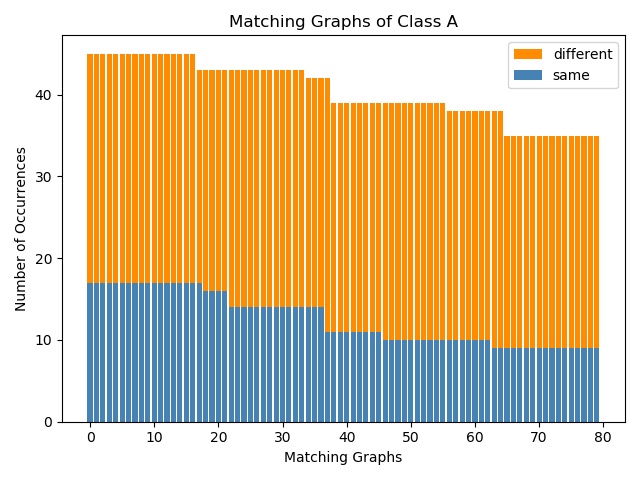 Matching Graphs of Class A
different
same
Number of Occurrences
40
30
20
10
0
0 10 20 30 40 50 60 70 80
Matching Graphs